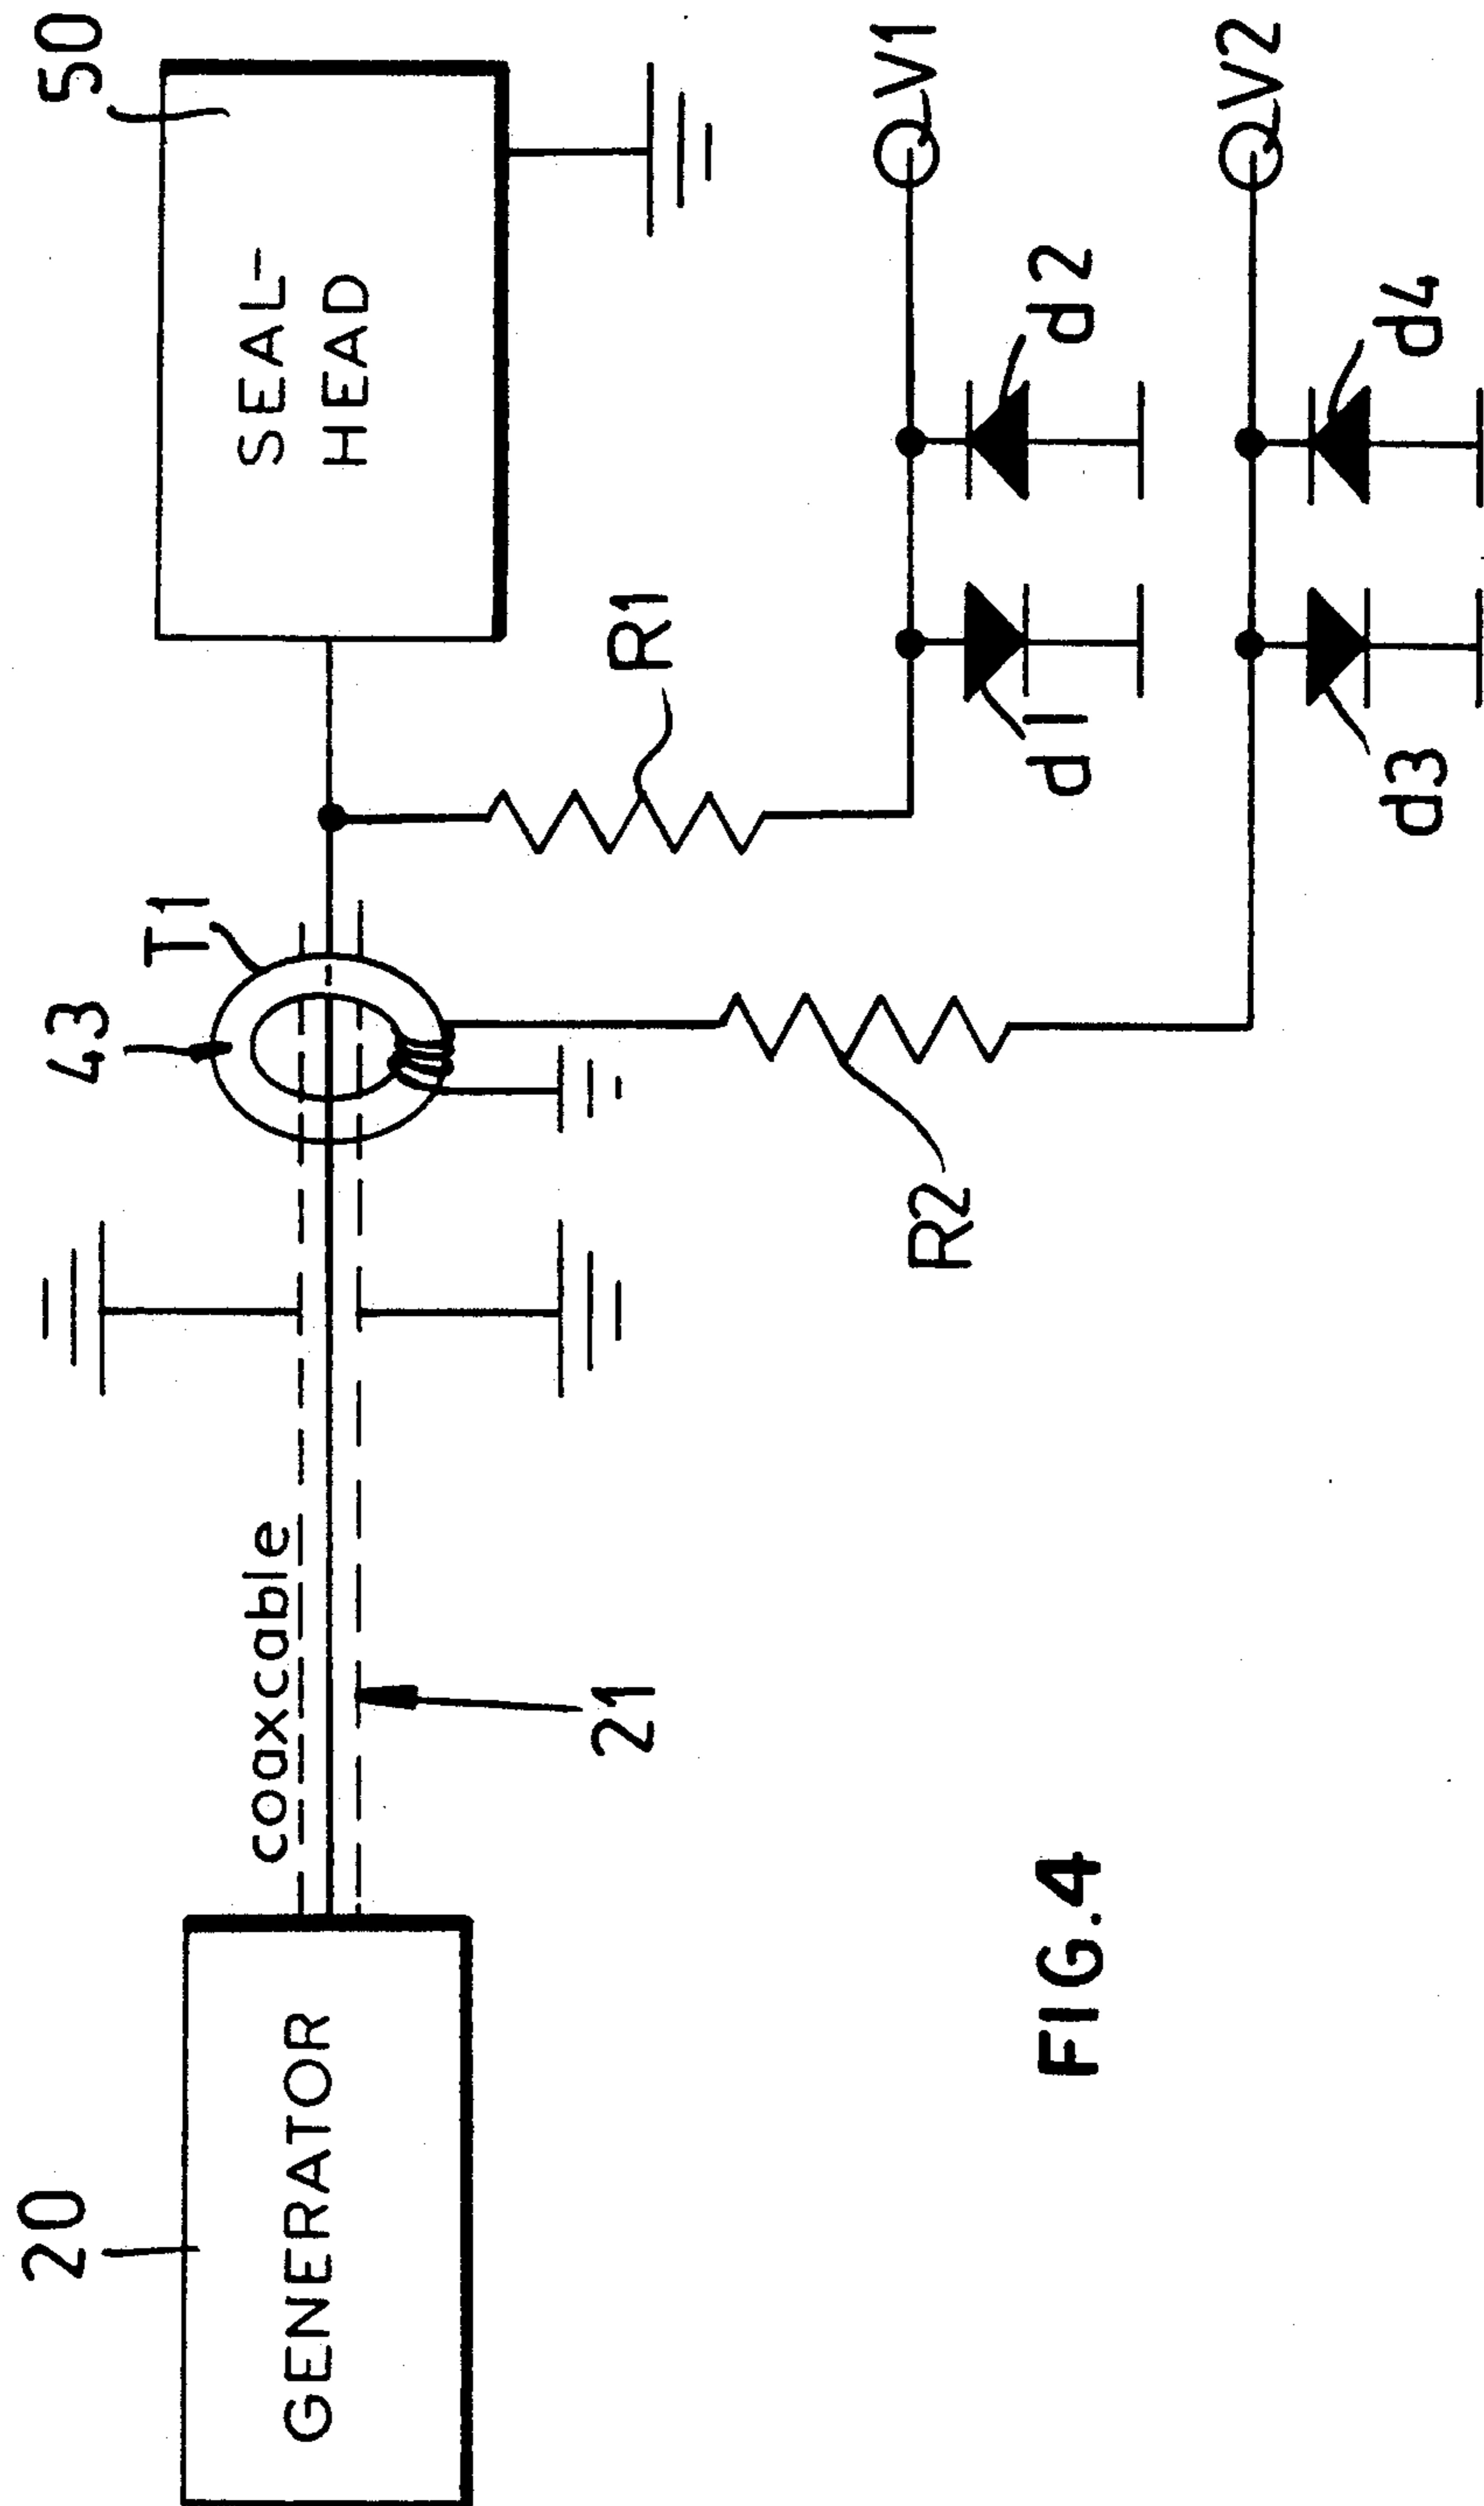 20
GENERATOR
coaxcable
21
43
T1
50
SEAL-
HEAD
R1
R2
V1
d1
d2
V2
d3
d4
FIG.4